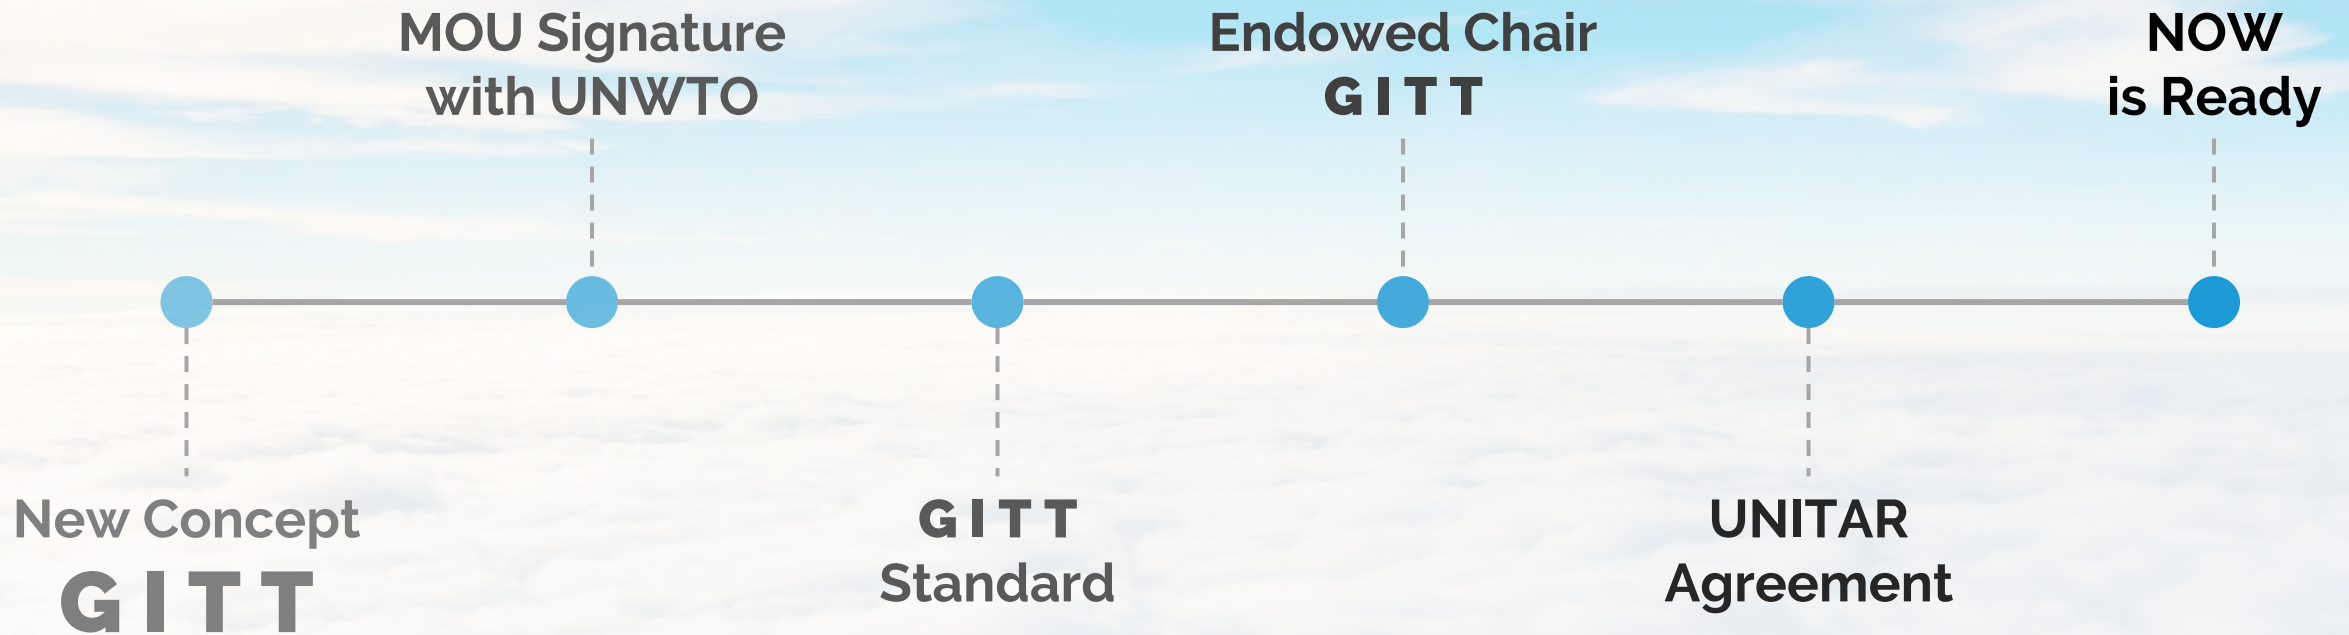 New Concept
GITT
MOU Signature
with UNWTO
GITT
Standard
Endowed Chair
GITT
UNITAR
Agreement
NOW
is Ready